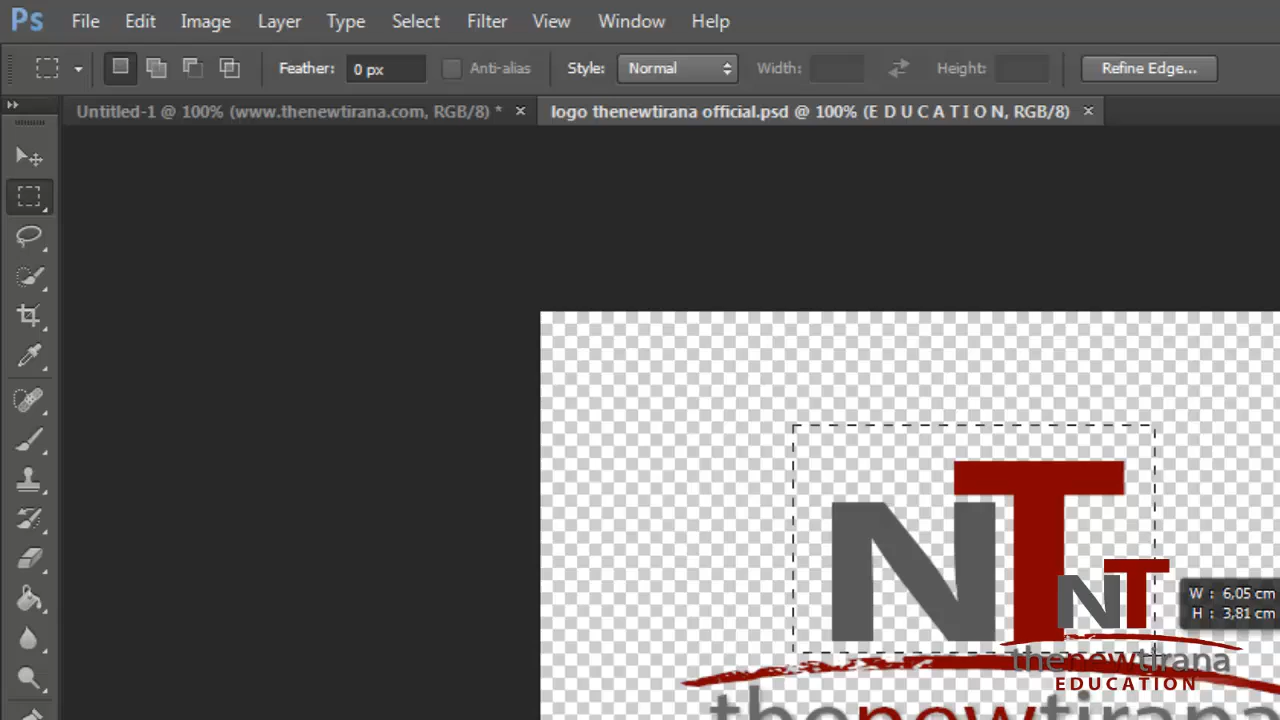 Ps File Edit Image Layer Type Select Filter View Window Help
Feather: 0 px Anti-alias Style: Normal Width: Height: Refine Edge...
Untitled-1 @ 100% (www.thenewtirana.com, RGB/8) * × logo thenewtirana official.psd @ 100% (E D U C A T I O N, RGB/8) ×
NT
NT
W : 6,05 cm
H : 3,81 cm
thenewtirana
EDUCATION
thenewtirana